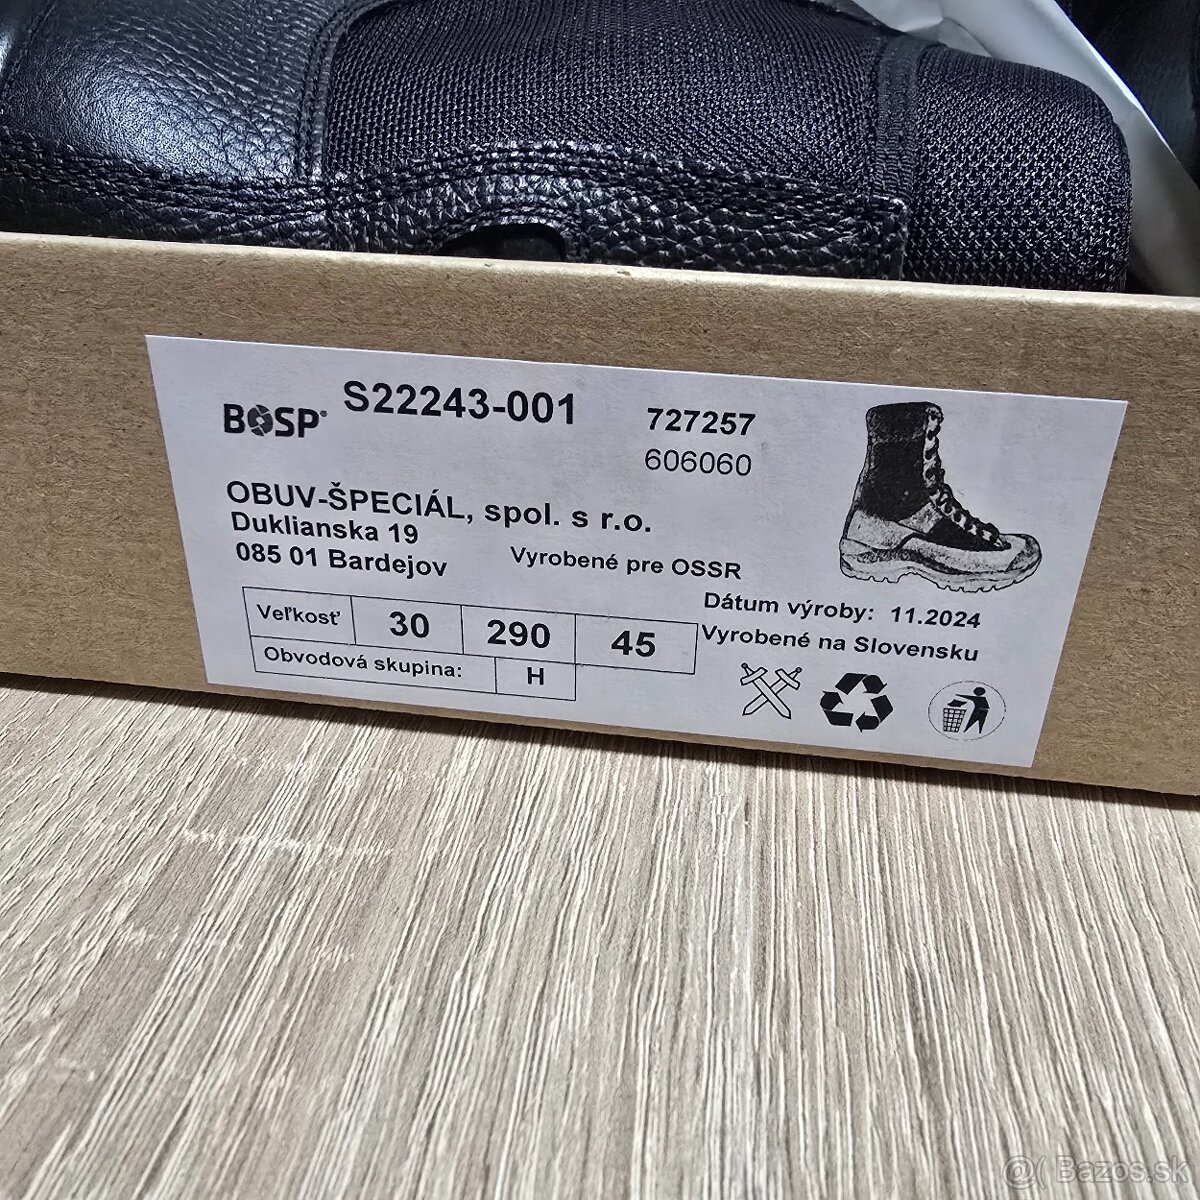 BOSP®
S22243-001
727257
606060
OBUV-ŠPECIÁL, spol. s r.o.
Duklianska 19
085 01 Bardejov
Vyrobené pre OSSR
Dátum výroby: 11.2024
Vyrobené na Slovensku
Veľkosť 30 290 45
Obvodová skupina: H
@( Bazos.sk